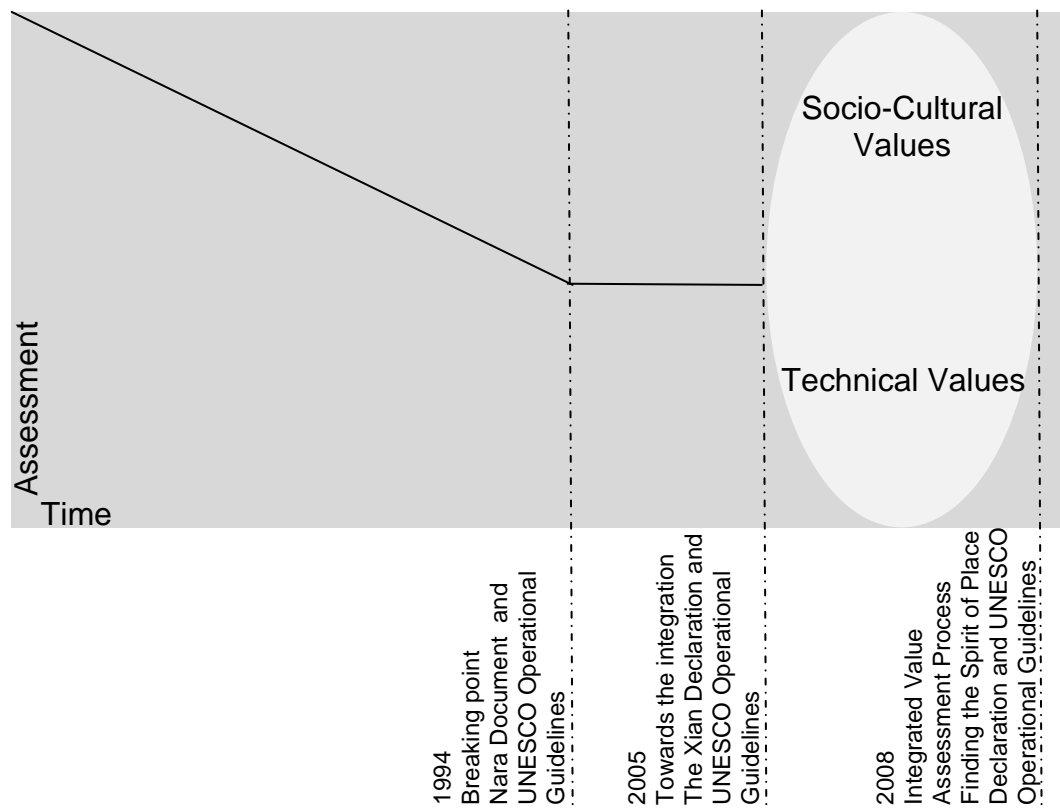 Socio-Cultural
Values
Technical Values
Assessment
Time
1994
Breaking point
Nara Document and
UNESCO Operational
Guidelines
2005
Towards the integration
The Xian Declaration and
UNESCO Operational
Guidelines
2008
Integrated Value
Assessment Process
Finding the Spirit of Place
Declaration and UNESCO
Operational Guidelines